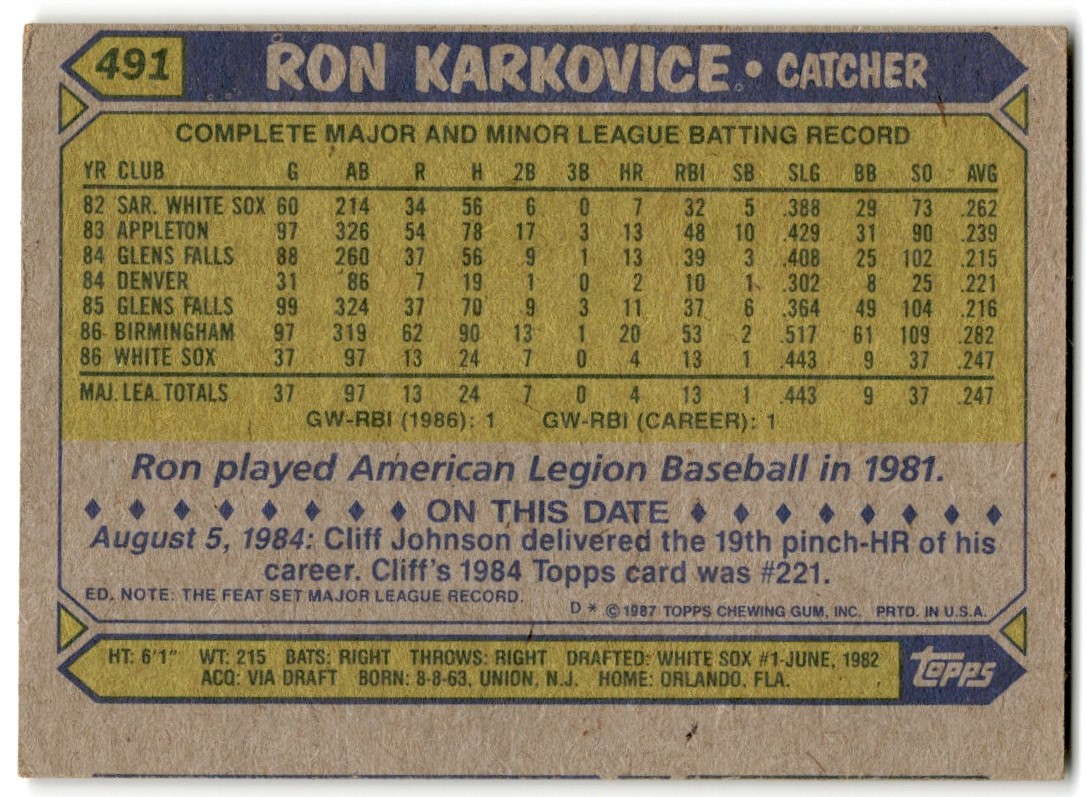 491 RON KARKOVICE • CATCHER
COMPLETE MAJOR AND MINOR LEAGUE BATTING RECORD
YR CLUB G AB R H 2B 3B HR RBI SB SLG BB SO AVG
82 SAR. WHITE SOX 60 214 34 56 6 0 7 32 5 .388 29 73 .262
83 APPLETON 97 326 54 78 17 3 13 48 10 .429 31 90 .239
84 GLENS FALLS 88 260 37 56 9 1 13 39 3 .408 25 102 .215
84 DENVER 31 86 7 19 1 0 2 10 1 .302 8 25 .221
85 GLENS FALLS 99 324 37 70 9 3 11 37 6 .364 49 104 .216
86 BIRMINGHAM 97 319 62 90 13 1 20 53 2 .517 61 109 .282
86 WHITE SOX 37 97 13 24 7 0 4 13 1 .443 9 37 .247
MAJ. LEA. TOTALS 37 97 13 24 7 0 4 13 1 .443 9 37 .247
GW-RBI (1986): 1 GW-RBI (CAREER): 1
Ron played American Legion Baseball in 1981.
ON THIS DATE
August 5, 1984: Cliff Johnson delivered the 19th pinch-HR of his
career. Cliff's 1984 Topps card was #221.
ED. NOTE: THE FEAT SET MAJOR LEAGUE RECORD.
D * © 1987 TOPPS CHEWING GUM, INC. PRTD. IN U.S.A.
HT: 6'1" WT: 215 BATS: RIGHT THROWS: RIGHT DRAFTED: WHITE SOX #1-JUNE, 1982
ACQ: VIA DRAFT BORN: 8-8-63, UNION, N.J. HOME: ORLANDO, FLA.
TOPPS